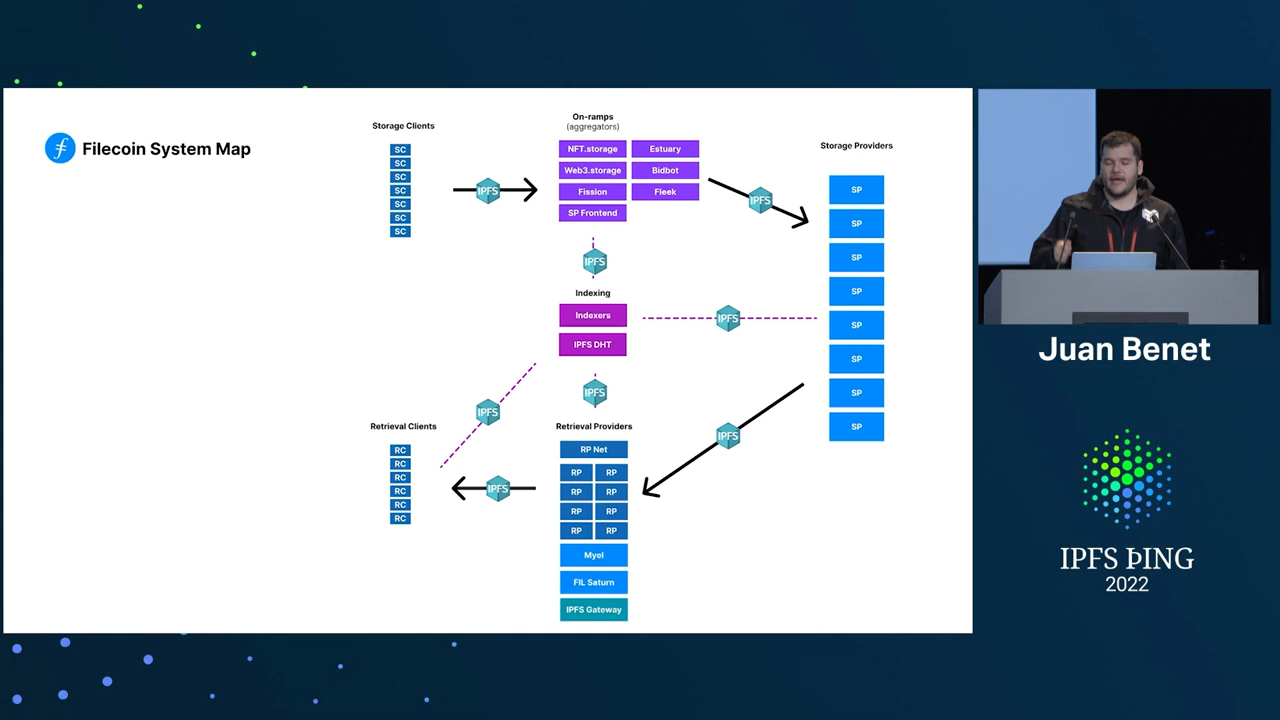 Filecoin System Map
Storage Clients
SC
SC
SC
SC
SC
SC
SC
IPFS
On-ramps
(aggregators)
NFT.storage
Estuary
Web3.storage
Bidbot
Fission
Fleek
SP Frontend
IPFS
Storage Providers
SP
SP
SP
SP
SP
SP
SP
SP
IPFS
Indexing
Indexers
IPFS DHT
IPFS
IPFS
IPFS
IPFS
Retrieval Clients
RC
RC
RC
RC
RC
RC
IPFS
Retrieval Providers
RP Net
RP RP
RP RP
RP RP
RP RP
Myel
FIL Saturn
IPFS Gateway
Juan Benet
IPFS ÞING
2022